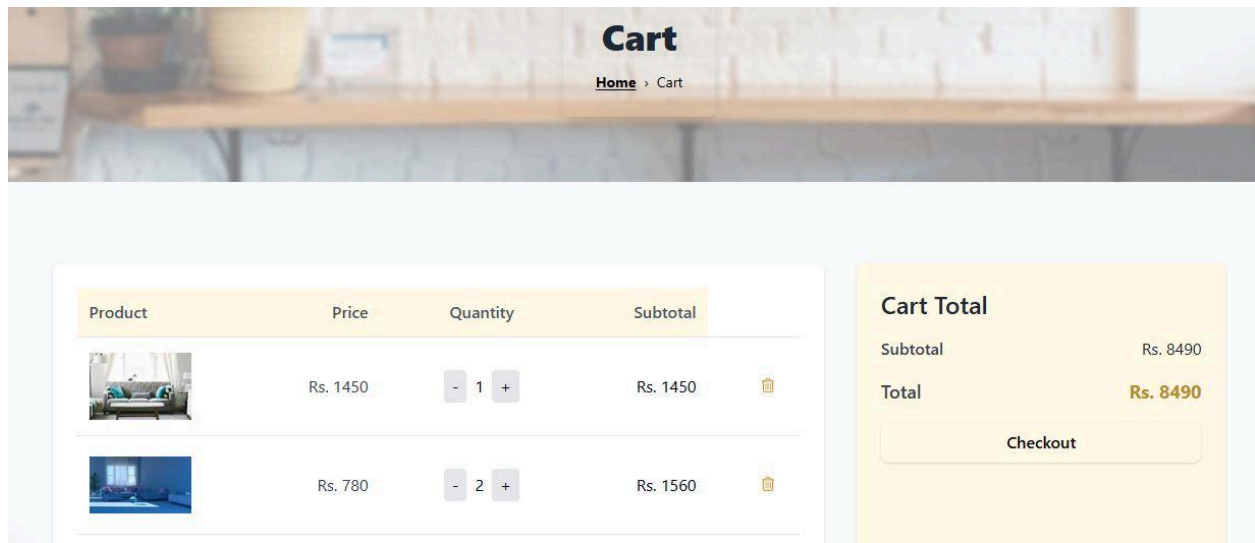 Cart
Home › Cart
Product Price Quantity Subtotal
Rs. 1450 - 1 + Rs. 1450
Rs. 780 - 2 + Rs. 1560
Cart Total
Subtotal Rs. 8490
Total Rs. 8490
Checkout